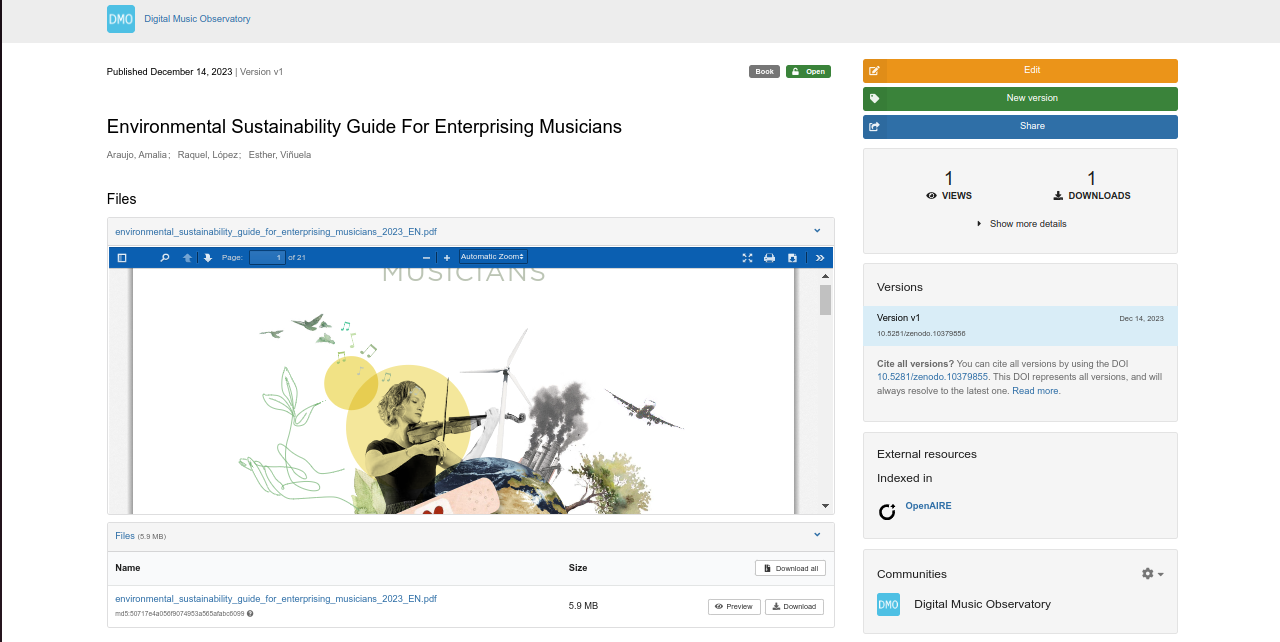 DMO Digital Music Observatory
Published December 14, 2023 | Version v1
Book Open
Environmental Sustainability Guide For Enterprising Musicians
Araujo, Amalia; Raquel, López; Esther, Viñuela
Files
environmental_sustainability_guide_for_enterprising_musicians_2023_EN.pdf
Page: 1 of 21 Automatic Zoom
MUSICIANS
Files (5.9 MB)
Name Size Download all
environmental_sustainability_guide_for_enterprising_musicians_2023_EN.pdf
5.9 MB Preview Download
Edit
New version
Share
1 1
VIEWS DOWNLOADS
Show more details
Versions
Version v1 Dec 14, 2023
10.5281/zenodo.10379856
Cite all versions? You can cite all versions by using the DOI
10.5281/zenodo.10379855. This DOI represents all versions, and will
always resolve to the latest one. Read more.
External resources
Indexed in
OpenAIRE
Communities
DMO Digital Music Observatory